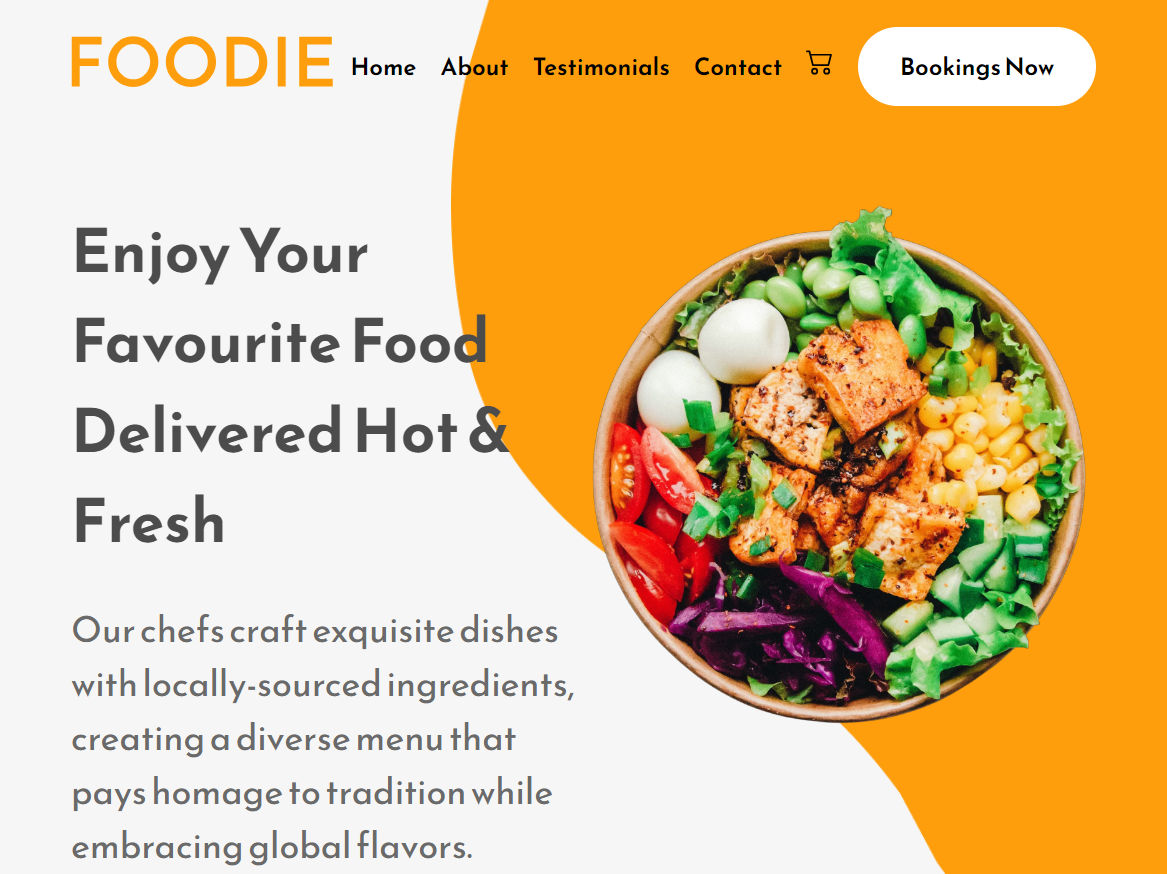 FOODIE Home About Testimonials Contact Bookings Now
Enjoy Your
Favourite Food
Delivered Hot &
Fresh
Our chefs craft exquisite dishes
with locally-sourced ingredients,
creating a diverse menu that
pays homage to tradition while
embracing global flavors.